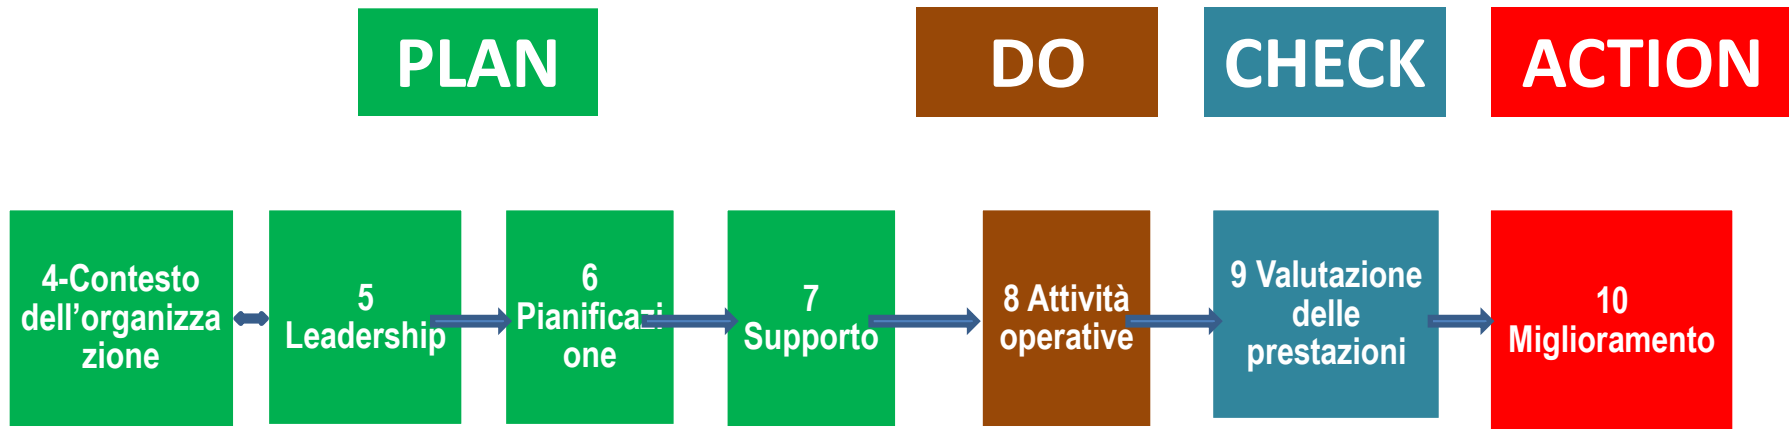 PLAN
DO
CHECK
ACTION
4-Contesto
dell’organizza
zione
5
Leadership
6
Pianificazi
one
7
Supporto
8 Attività
operative
9 Valutazione
delle
prestazioni
10
Miglioramento